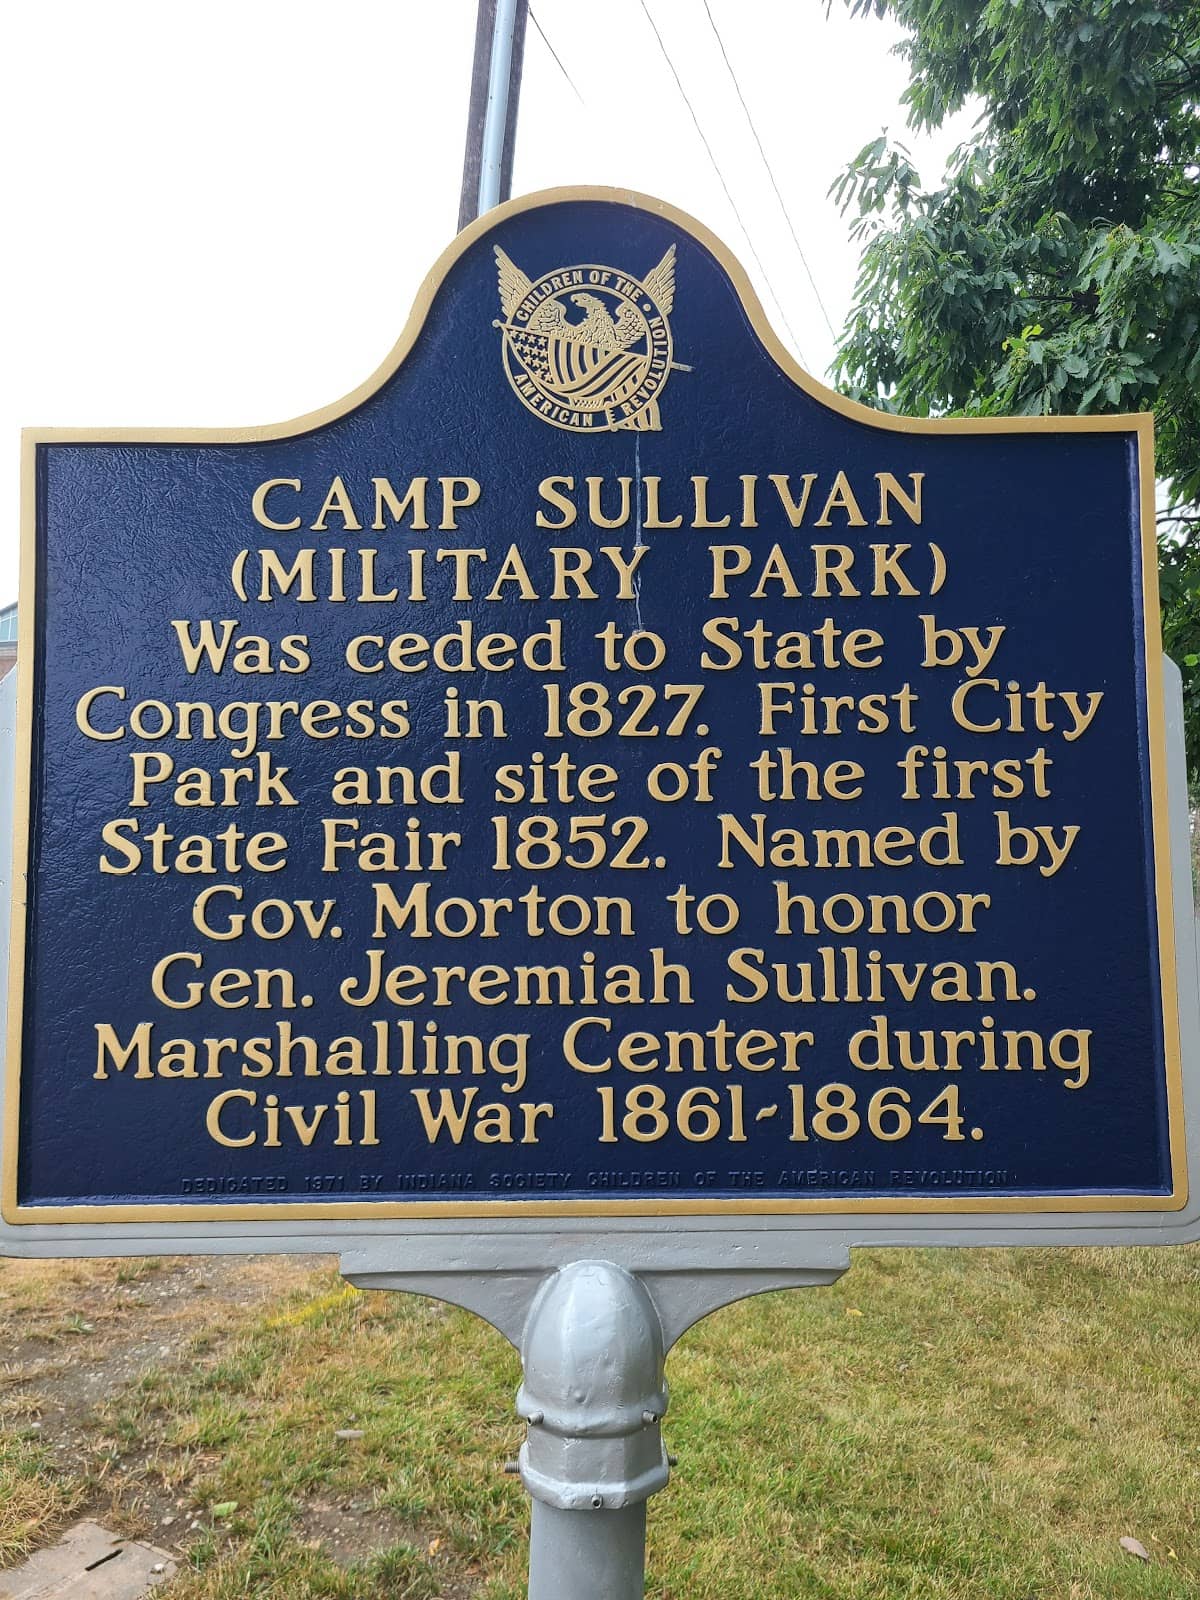 CHILDREN OF THE
AMERICAN REVOLUTION
CAMP SULLIVAN
(MILITARY PARK)
Was ceded to State by
Congress in 1827. First City
Park and site of the first
State Fair 1852. Named by
Gov. Morton to honor
Gen. Jeremiah Sullivan.
Marshalling Center during
Civil War 1861-1864.
DEDICATED 1971 BY INDIANA SOCIETY CHILDREN OF THE AMERICAN REVOLUTION